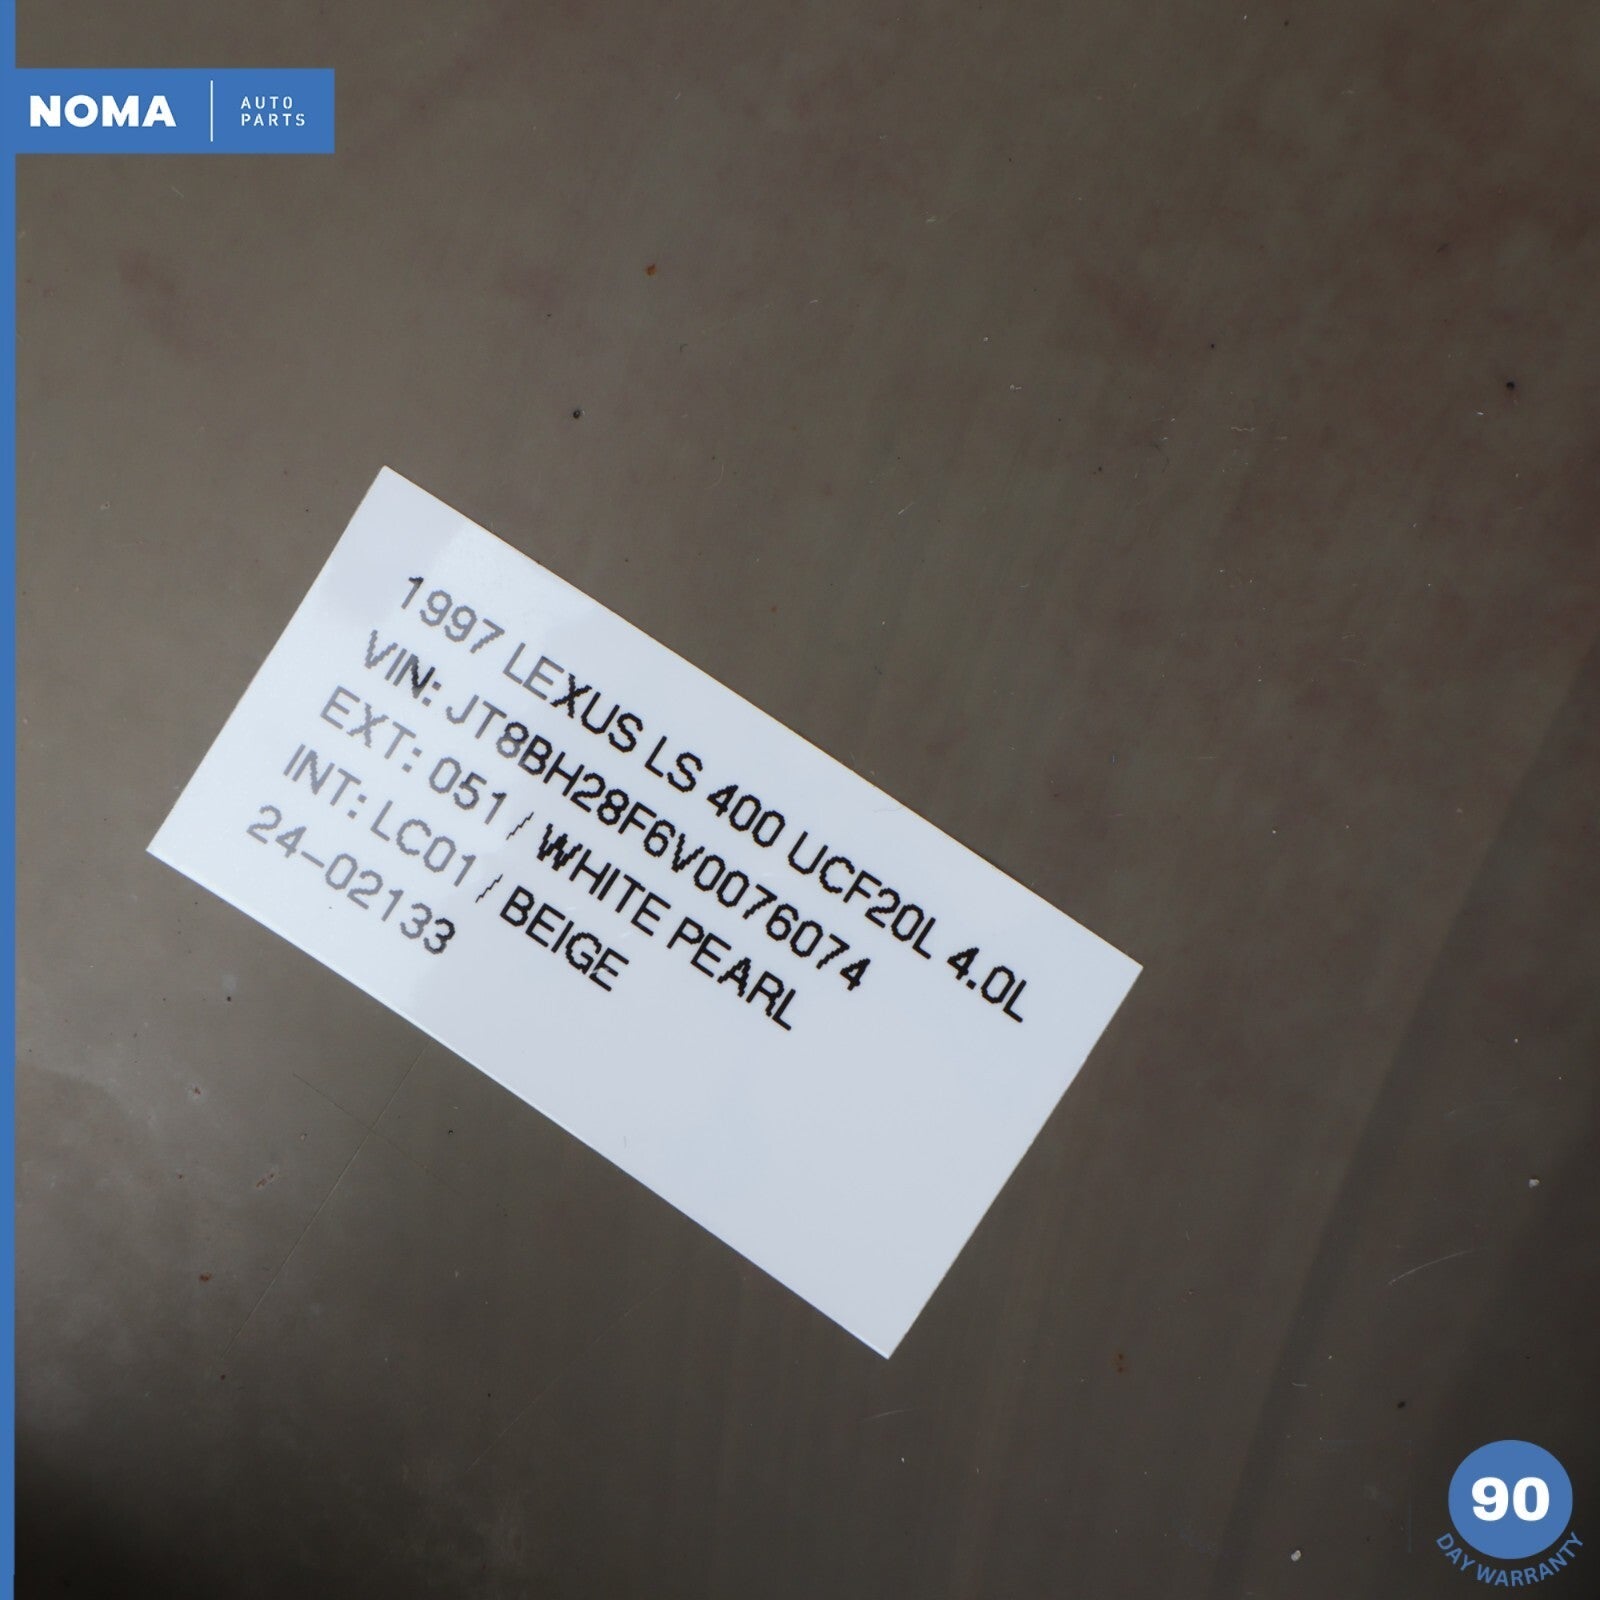 NOMA
AUTO
PARTS
1997 LEXUS LS 400 UCF20L 4.0L
VIN: JT8BH28F6V0076074
EXT: 051 / WHITE PEARL
INT: LC01 / BEIGE
24-02133
90
DAY WARRANTY